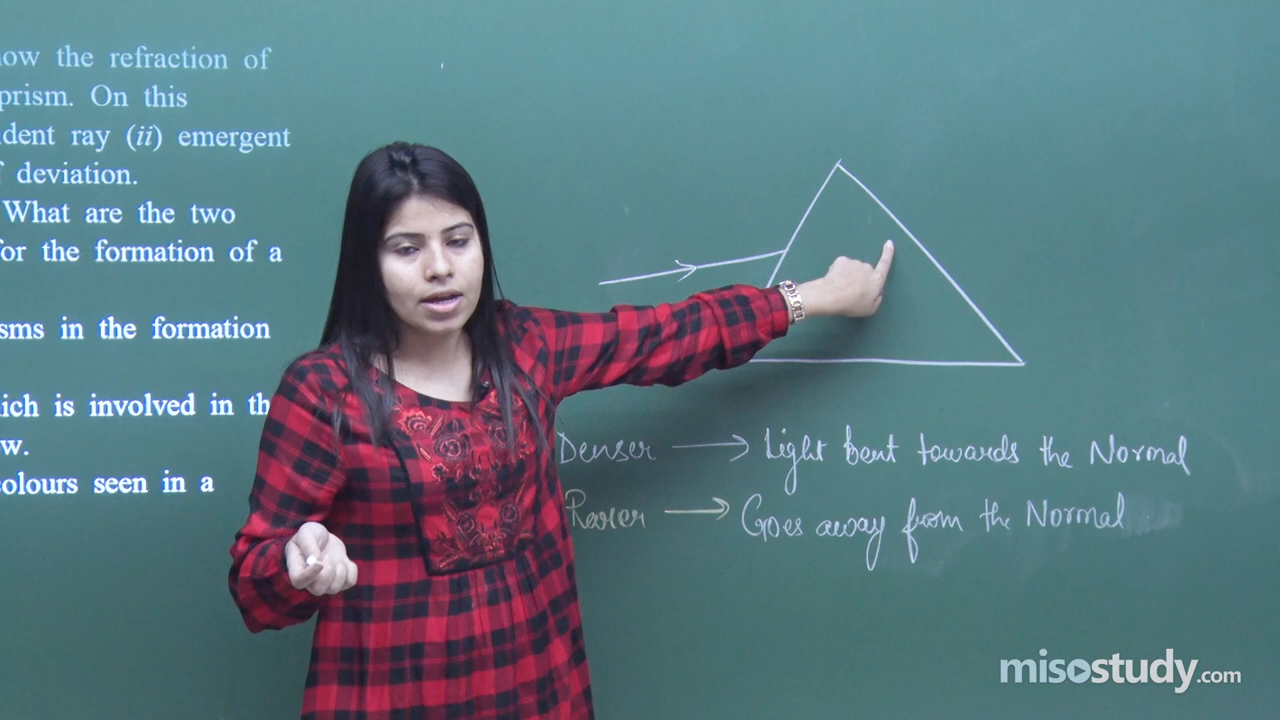 ow the refraction of
prism. On this
dent ray (ii) emergent
f deviation.
What are the two
for the formation of a
sms in the formation
ich is involved in th
w.
colours seen in a
Denser → Light bent towards the Normal
Rarer → Goes away from the Normal
misostudy.com